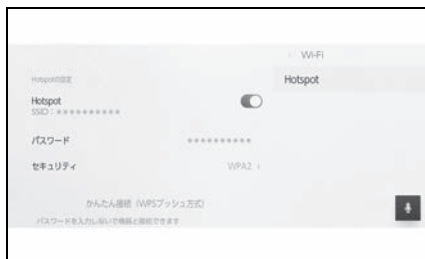 Wi-Fi
Hotspot
Hotspotの設定
Hotspot
SSID：**********
パスワード
**********
セキュリティ
WPA2
かんたん接続（WPSプッシュ方式）
パスワードを入力しないで機器と接続できます